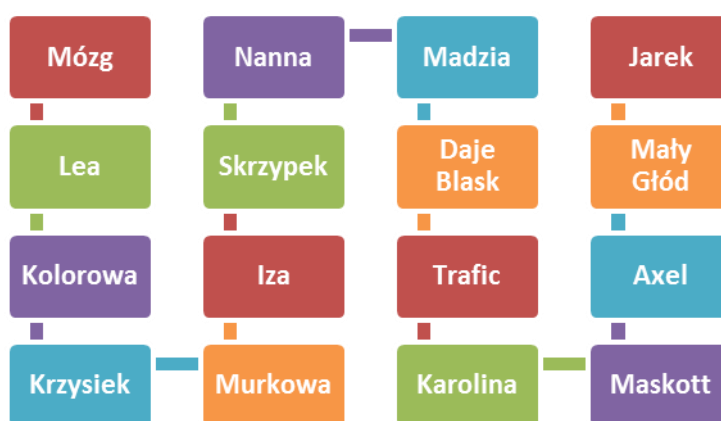 Mózg
Nanna
Madzia
Jarek
Lea
Skrzypek
Daje
Blask
Mały
Głód
Kolorowa
Iza
Trafic
Axel
Krzysiek
Murkowa
Karolina
Maskott